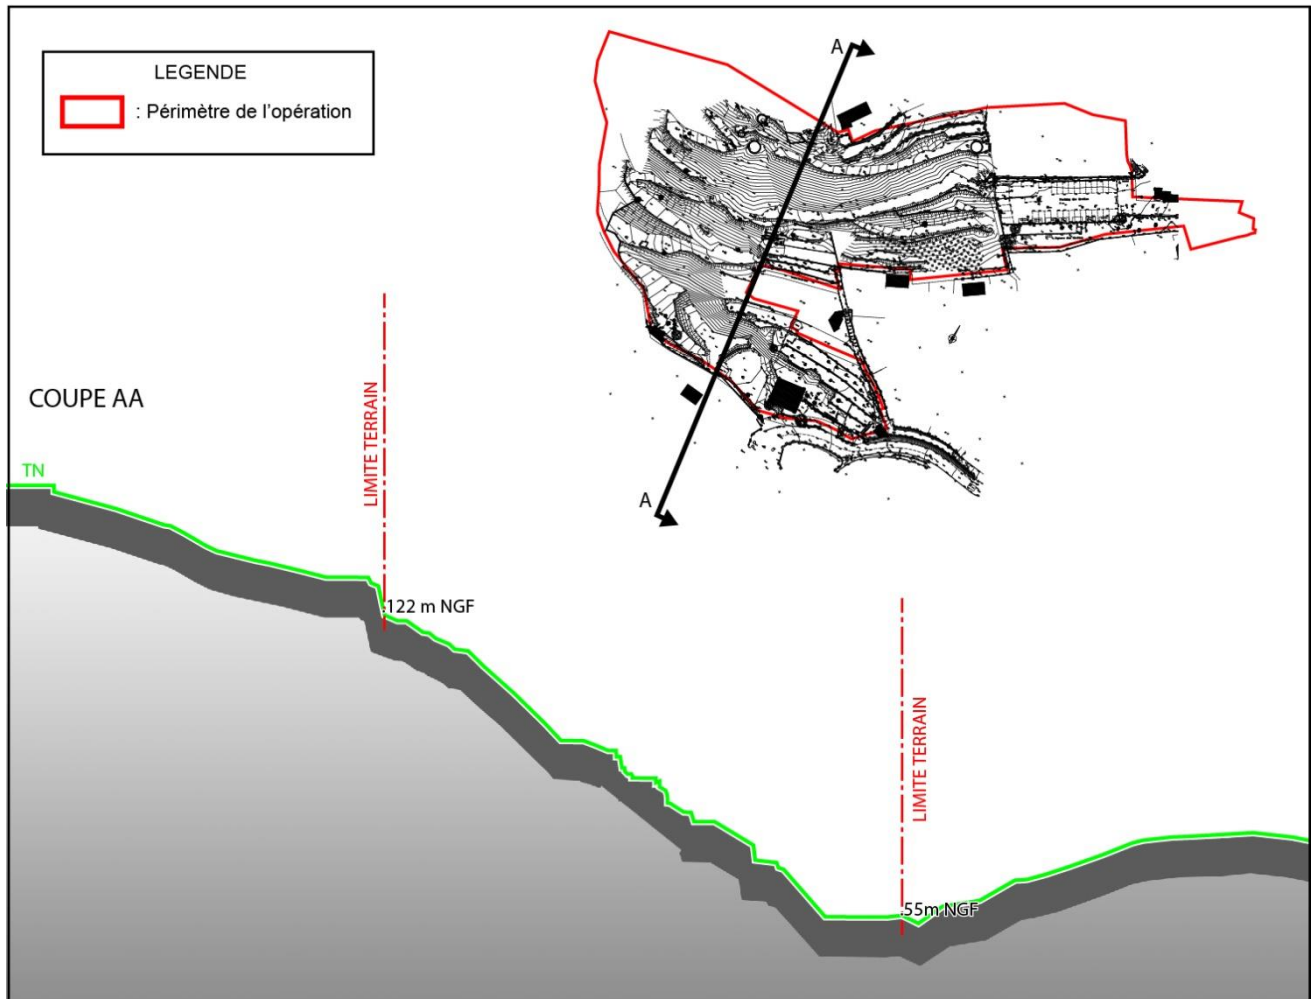 LEGENDE
: Périmètre de l'opération
A
A
COUPE AA
TN
LIMITE TERRAIN
122 m NGF
LIMITE TERRAIN
55m NGF